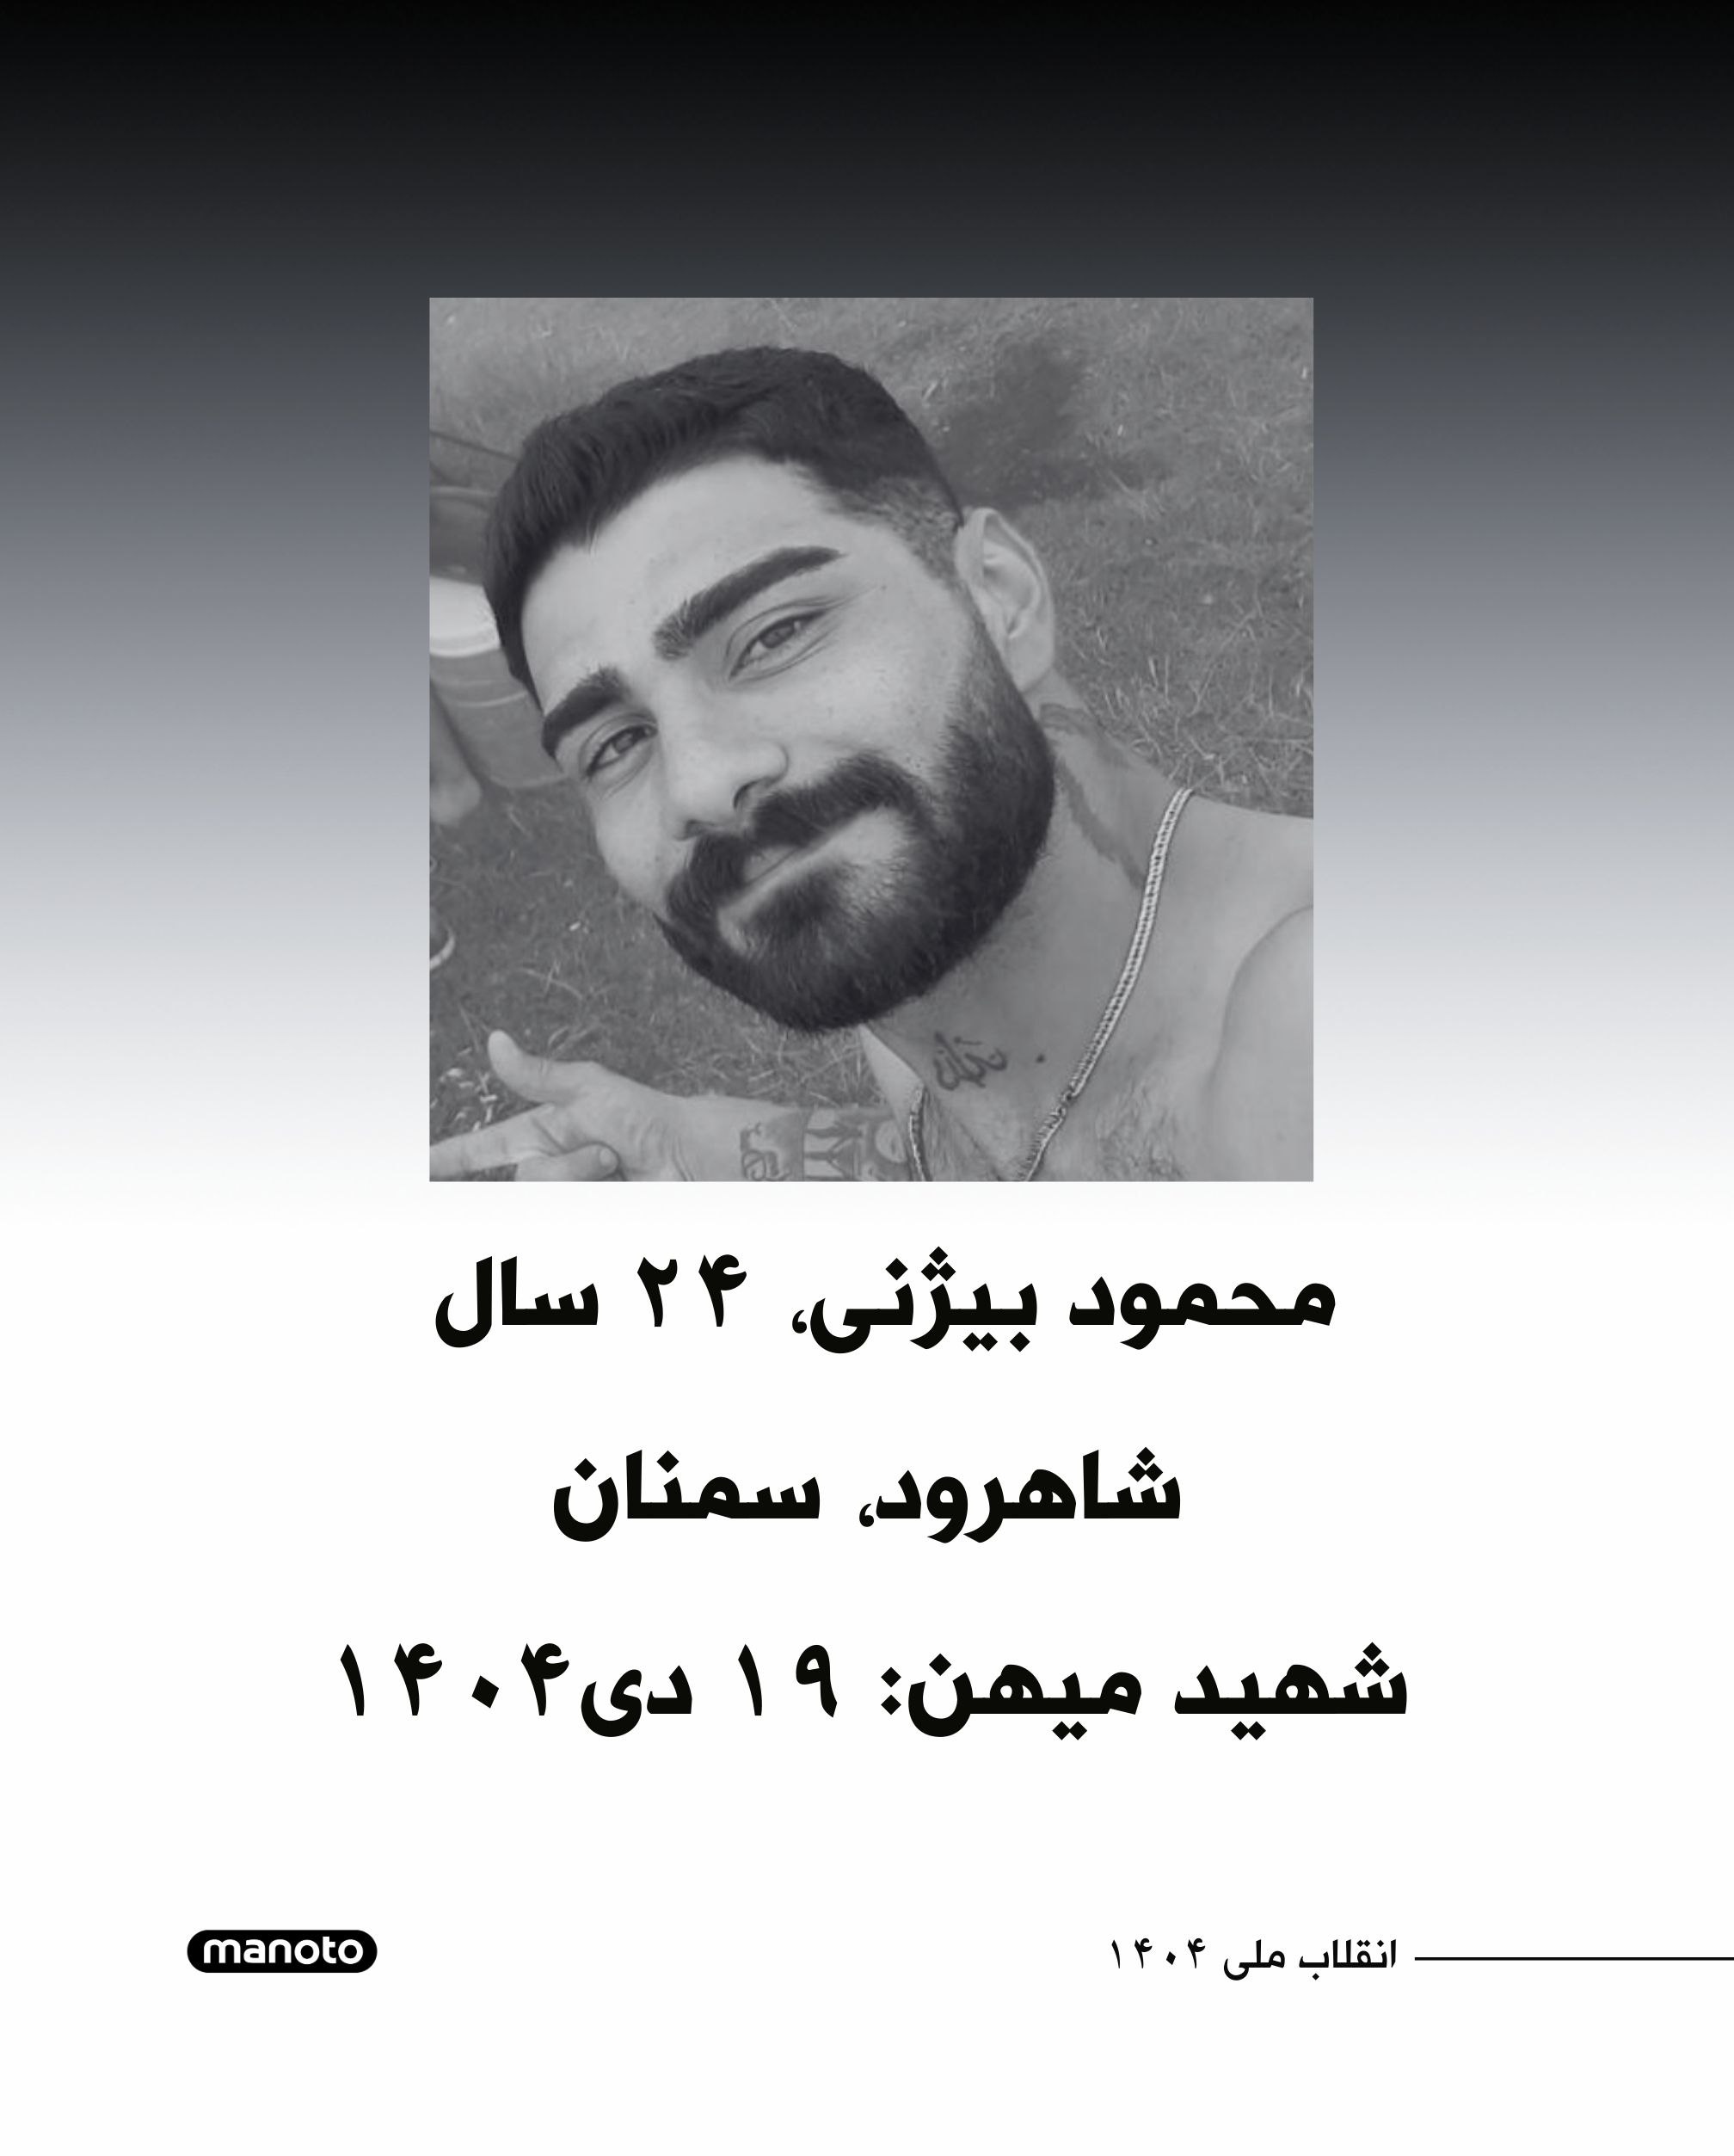 محمود بیژنی، ۲۴ سال
شاهرود، سمنان
شهید میهن: ۱۹ دی۱۴۰۴
انقلاب ملی ۱۴۰۴
manoto